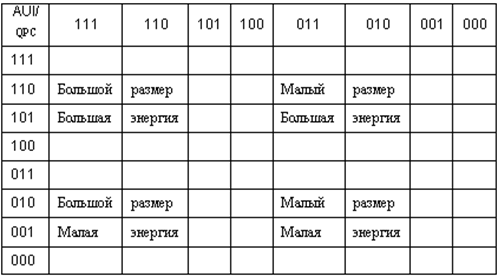 AUI/ QPC 111 110 101 100 011 010 001 000
111
110 Большой размер Малый размер
101 Большая энергия Большая энергия
100
011
010 Большой размер Малый размер
001 Малая энергия Малая энергия
000